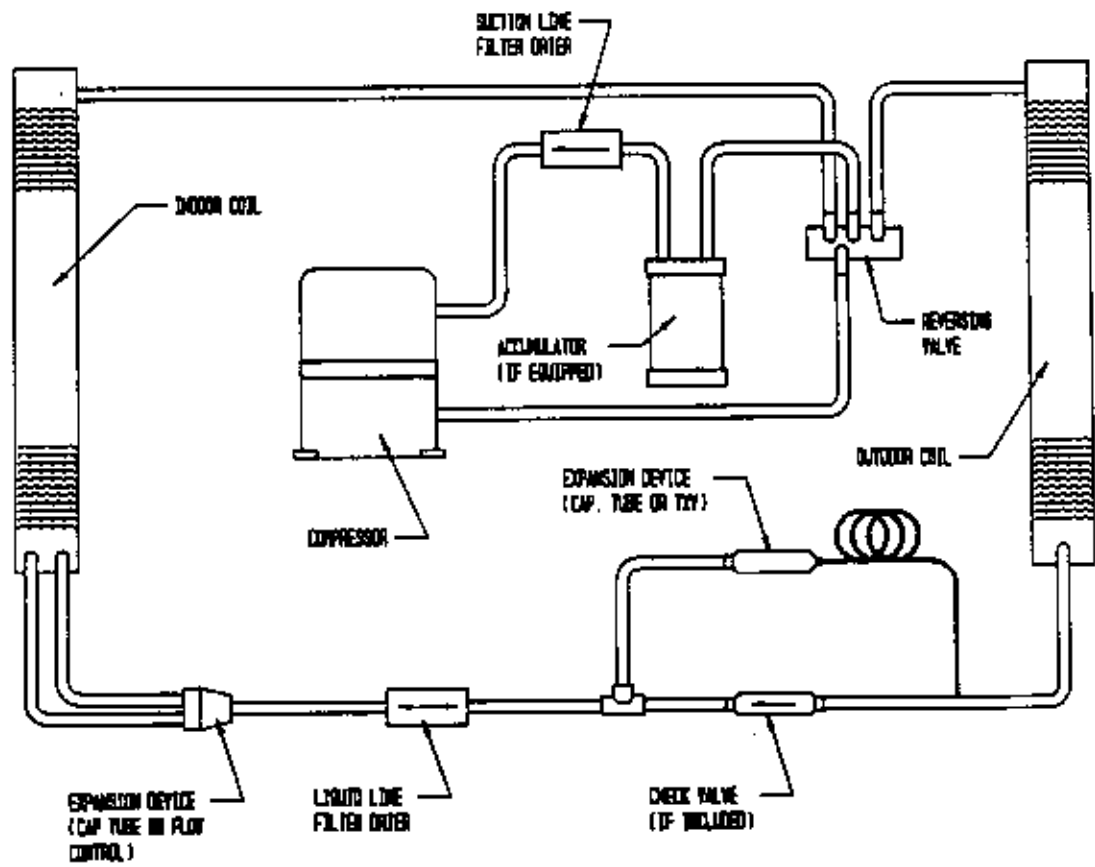 SUCTION LINE
FILTER DRIER
INDOOR COIL
REVERSING
VALVE
ACCUMULATOR
(IF EQUIPPED)
OUTDOOR COIL
EXPANSION DEVICE
(CAP. TUBE OR TXV)
COMPRESSOR
EXPANSION DEVICE
(CAP TUBE OR FLOW
CONTROL)
LIQUID LINE
FILTER DRIER
CHECK VALVE
(IF INCLUDED)